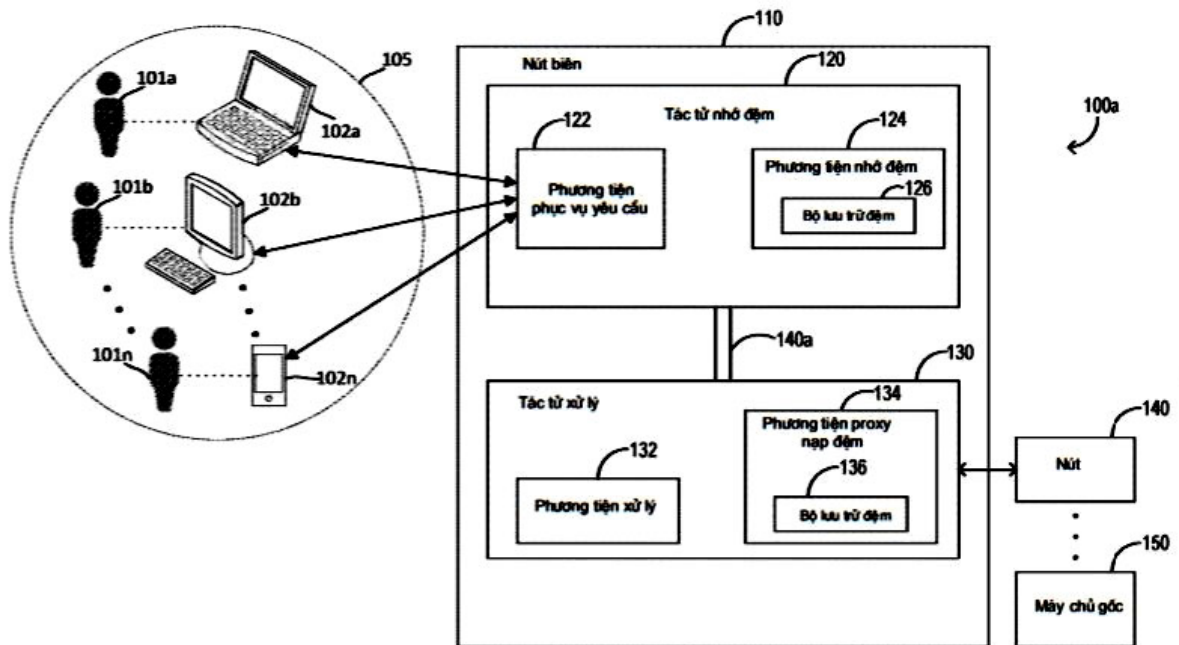 110
Nút biên
120
105
101a
102a
Tác tử nhớ đệm
122
124
100a
Phương tiện
phục vụ yêu cầu
Phương tiện nhớ đệm
126
Bộ lưu trữ đệm
101b
102b
140a
130
101n
102n
Tác tử xử lý
134
Phương tiện proxy
nạp đệm
132
136
Phương tiện xử lý
Bộ lưu trữ đệm
140
Nút
150
Máy chủ gốc